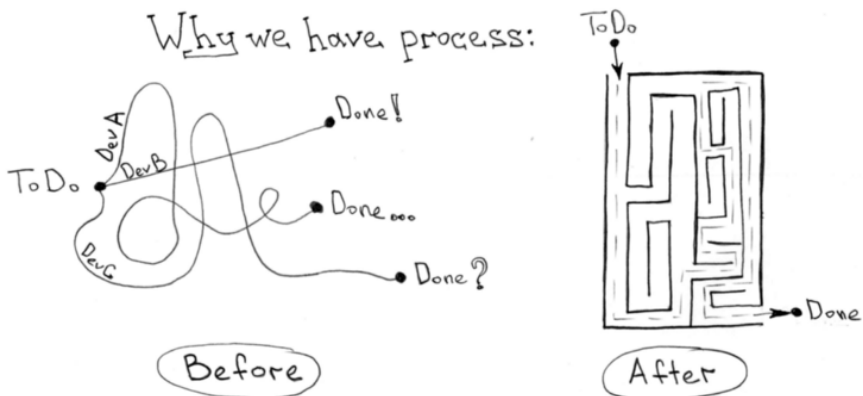 Why we have process:
ToDo
DevA
DevB
DevC
Done!
Done...
Done?
Before
ToDo
Done
After